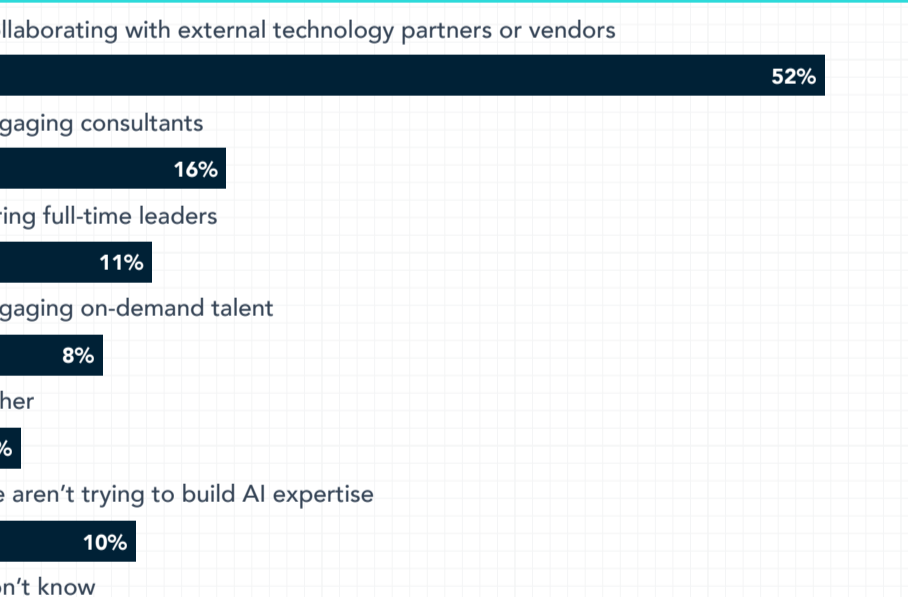 llaborating with external technology partners or vendors
52%
gaging consultants
16%
ring full-time leaders
11%
gaging on-demand talent
8%
her
%
e aren’t trying to build AI expertise
10%
n’t know